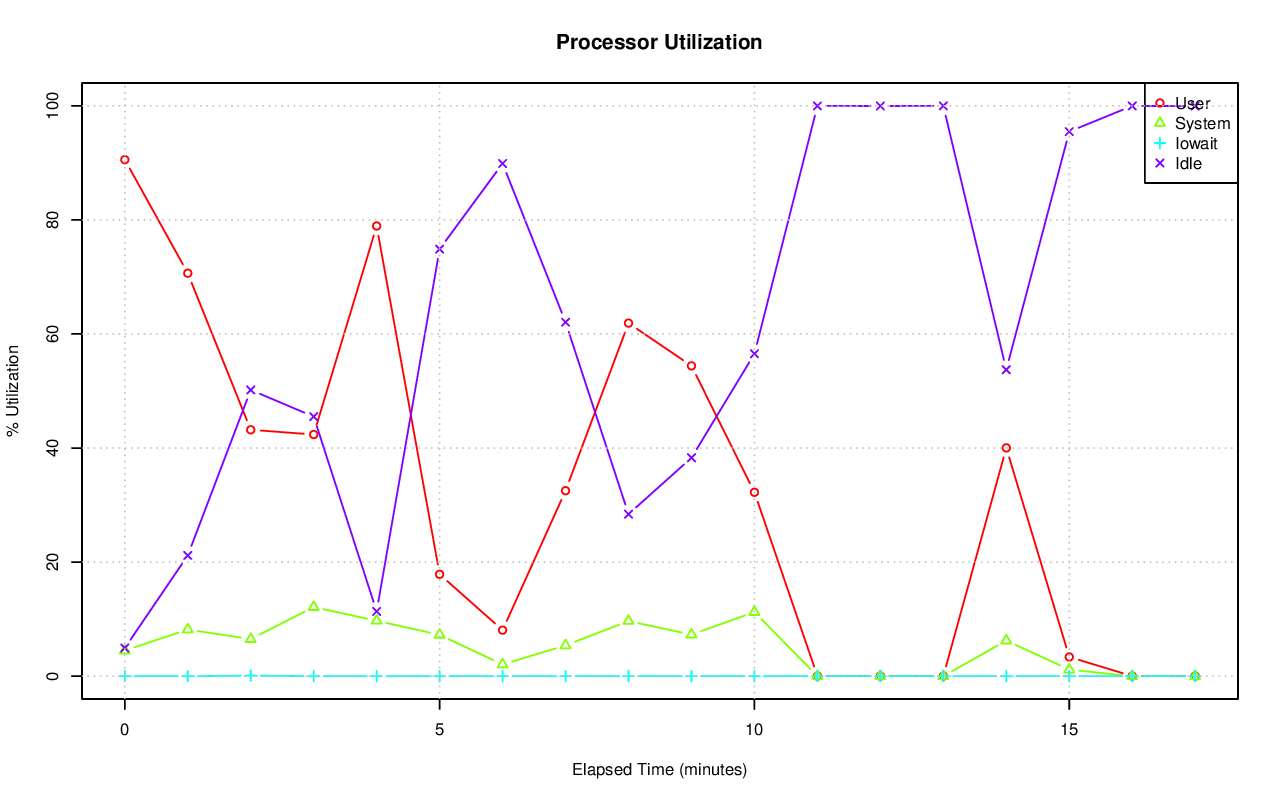 Processor Utilization
% Utilization
100
80
60
40
20
0
User
System
Iowait
Idle
0 5 10 15
Elapsed Time (minutes)